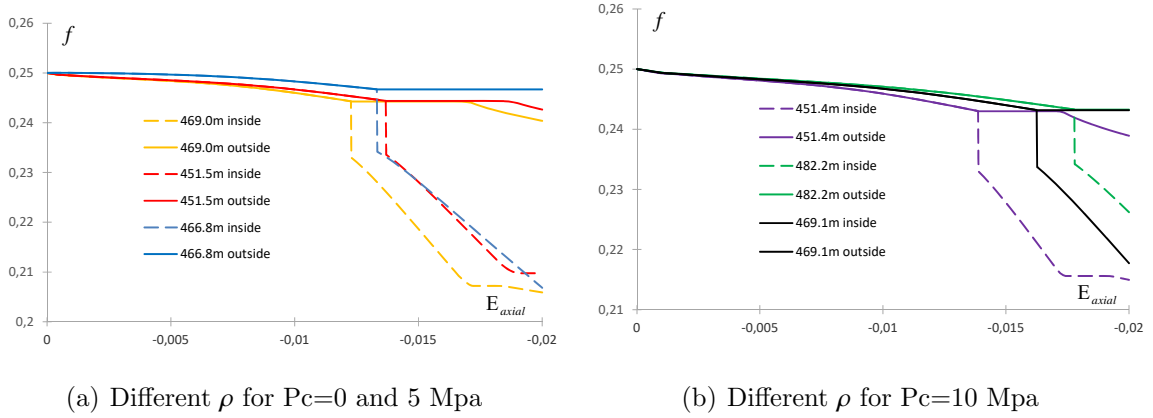 0,26
f
0,25
0,24
0,23
0,22
0,21
0,2
469.0m inside
469.0m outside
451.5m inside
451.5m outside
466.8m inside
466.8m outside
E axial
0 -0,005 -0,01 -0,015 -0,02
(a) Different ρ for Pc=0 and 5 Mpa
0,26
f
0,25
0,24
0,23
0,22
0,21
451.4m inside
451.4m outside
482.2m inside
482.2m outside
469.1m inside
469.1m outside
E axial
0 -0,005 -0,01 -0,015 -0,02
(b) Different ρ for Pc=10 Mpa